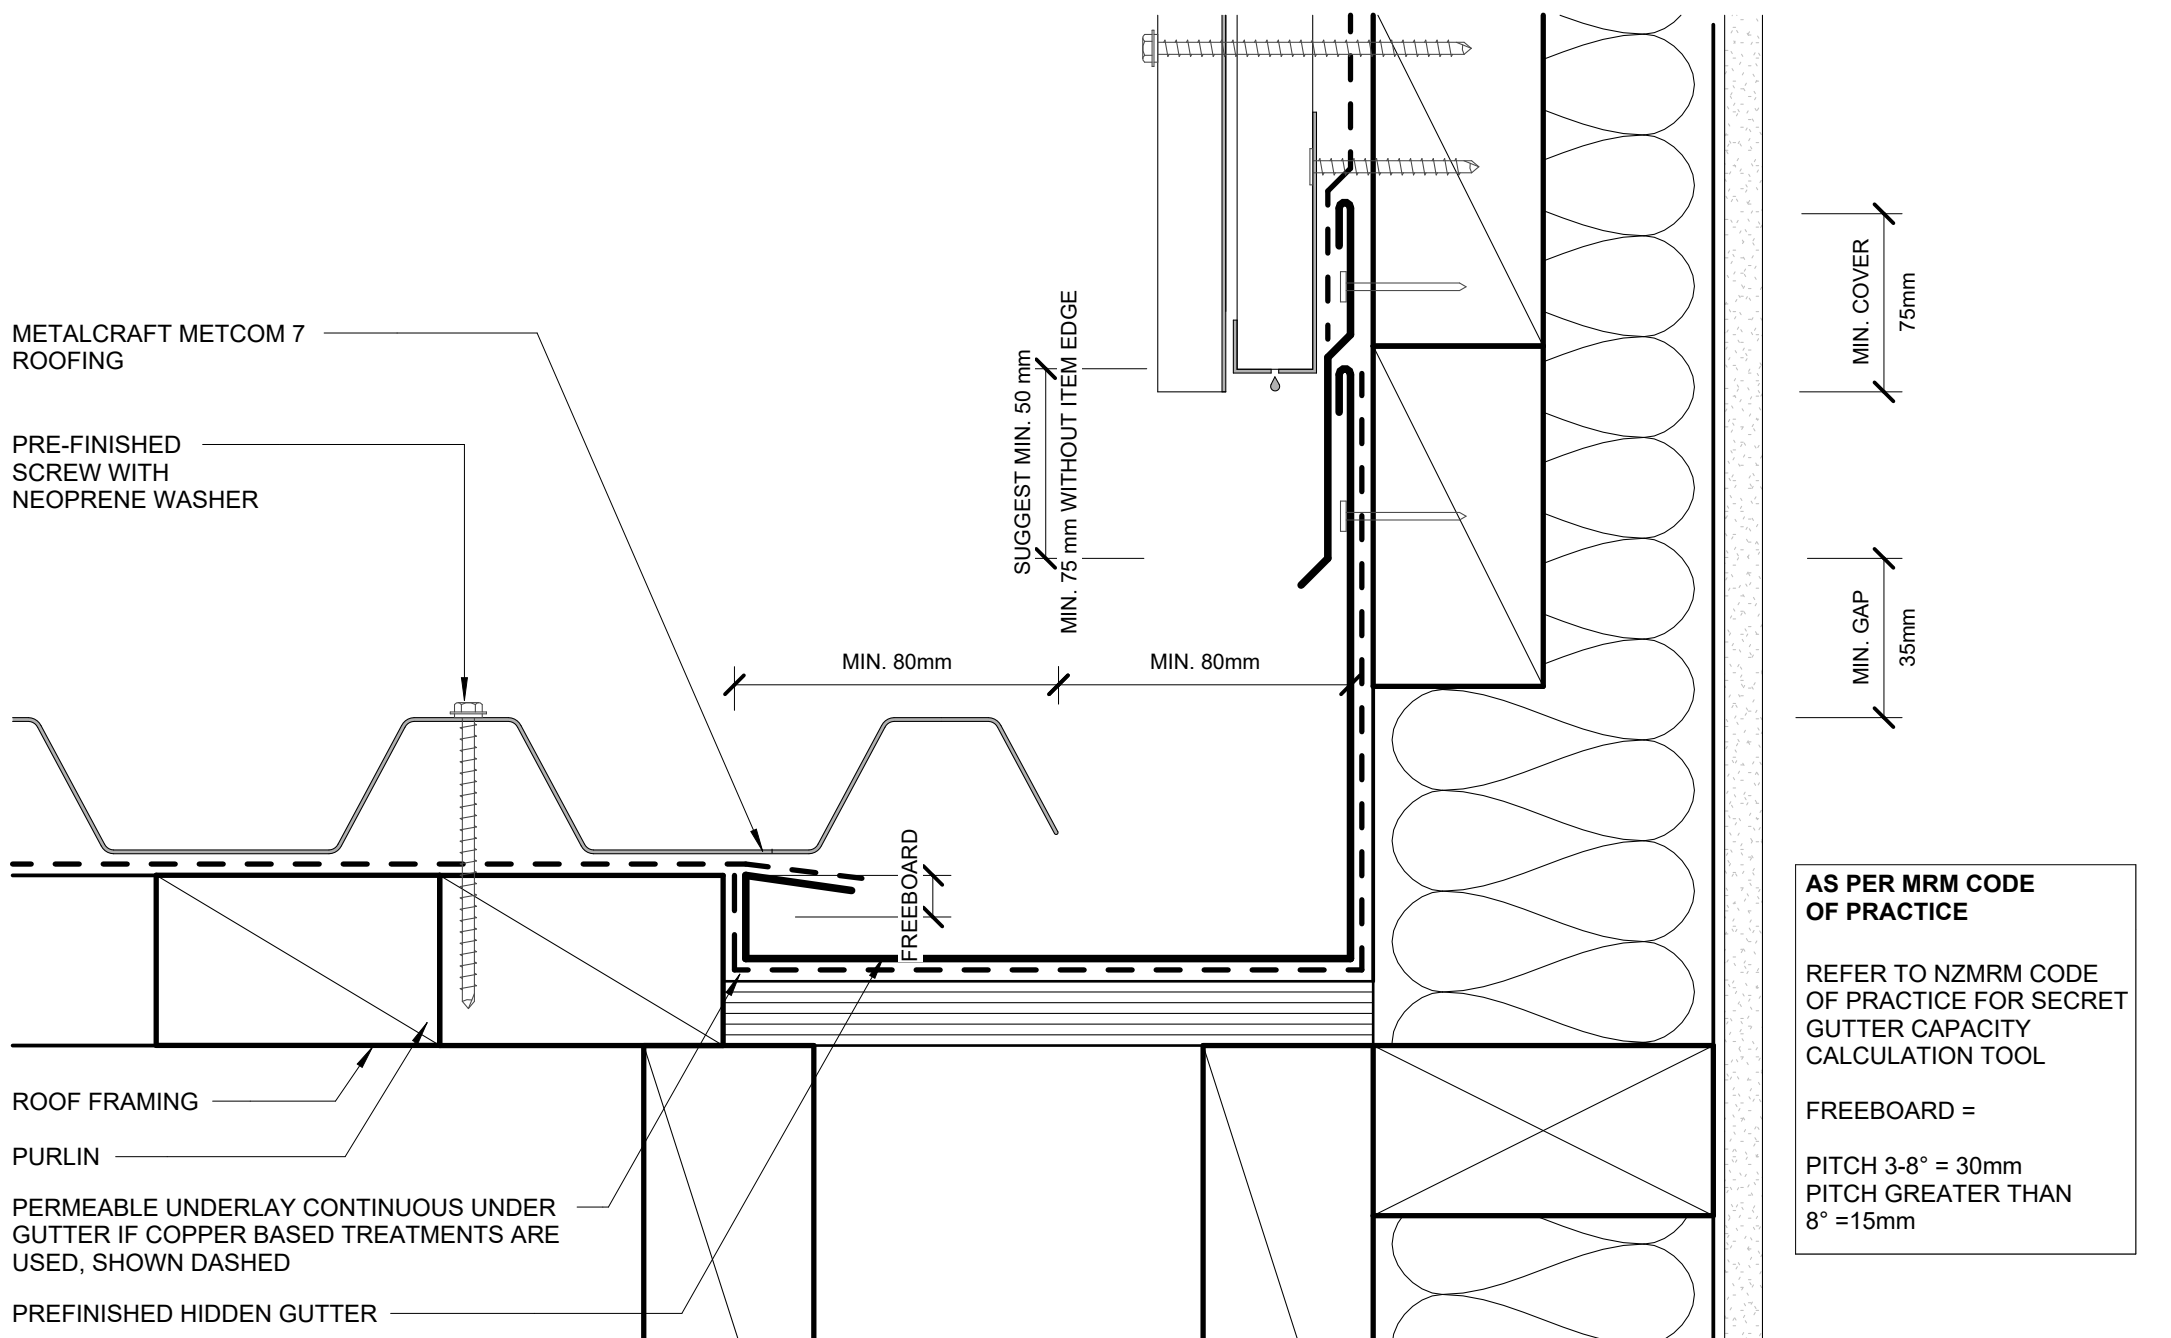 METALCRAFT METCOM 7
ROOFING
PRE-FINISHED
SCREW WITH
NEOPRENE WASHER
SUGGEST MIN. 50 mm
MIN. 75 mm WITHOUT ITEM EDGE
MIN. COVER
75mm
MIN. GAP
35mm
MIN. 80mm
MIN. 80mm
FREEBOARD
ROOF FRAMING
PURLIN
PERMEABLE UNDERLAY CONTINUOUS UNDER
GUTTER IF COPPER BASED TREATMENTS ARE
USED, SHOWN DASHED
PREFINISHED HIDDEN GUTTER
AS PER MRM CODE
OF PRACTICE
REFER TO NZMRM CODE
OF PRACTICE FOR SECRET
GUTTER CAPACITY
CALCULATION TOOL
FREEBOARD =
PITCH 3-8° = 30mm
PITCH GREATER THAN
8° =15mm